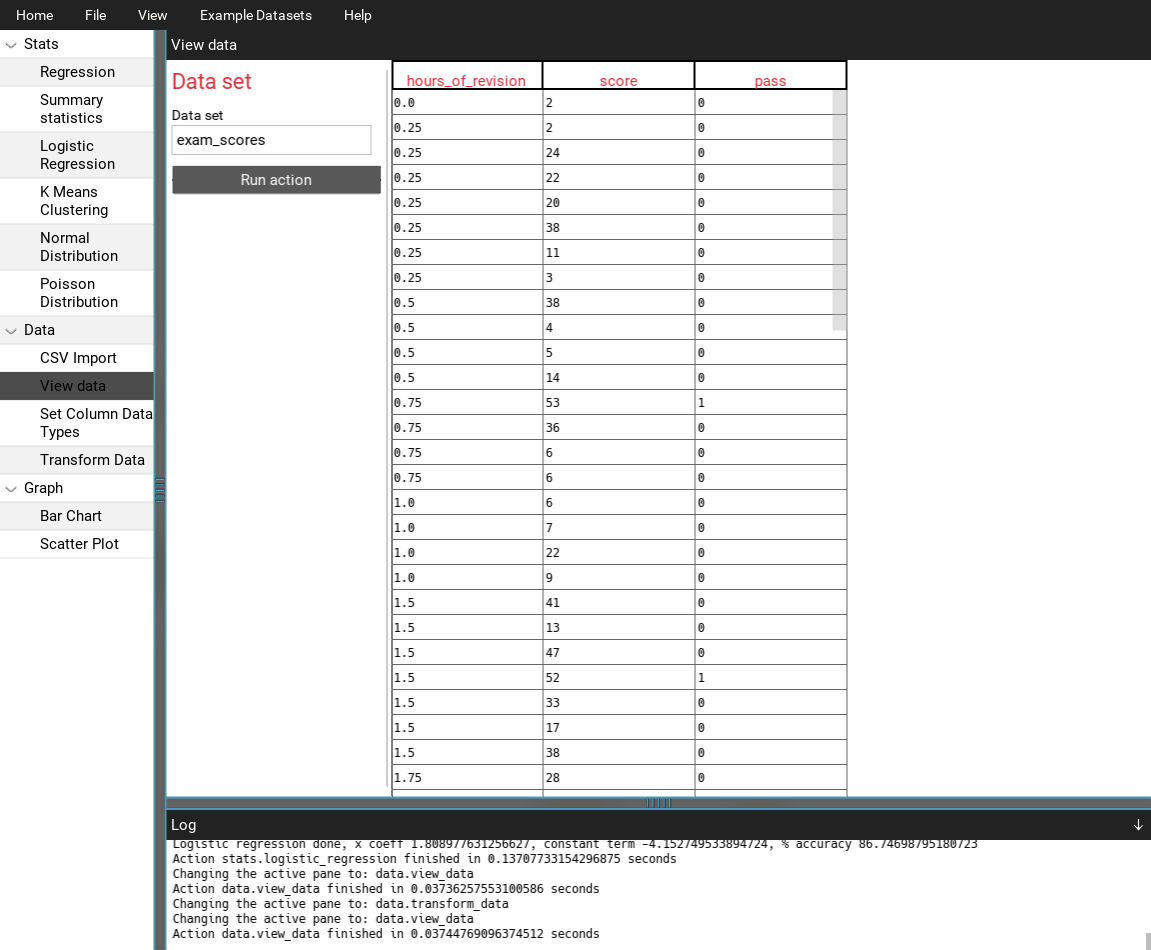 Home File View Example Datasets Help
Stats
Regression
Summary
statistics
Logistic
Regression
K Means
Clustering
Normal
Distribution
Poisson
Distribution
Data
CSV Import
View data
Set Column Data
Types
Transform Data
Graph
Bar Chart
Scatter Plot
View data
Data set
Data set
exam_scores
Run action
hours_of_revision score pass
0.0 2 0
0.25 2 0
0.25 24 0
0.25 22 0
0.25 20 0
0.25 38 0
0.25 11 0
0.25 3 0
0.5 38 0
0.5 4 0
0.5 5 0
0.5 14 0
0.75 53 1
0.75 36 0
0.75 6 0
0.75 6 0
1.0 6 0
1.0 7 0
1.0 22 0
1.0 9 0
1.5 41 0
1.5 13 0
1.5 47 0
1.5 52 1
1.5 33 0
1.5 17 0
1.5 38 0
1.75 28 0
Log
Logistic regression done, x coeff 1.808977631256627, constant term -4.152749533894724, % accuracy 86.74698795180723
Action stats.logistic_regression finished in 0.13707733154296875 seconds
Changing the active pane to: data.view_data
Action data.view_data finished in 0.03736257553100586 seconds
Changing the active pane to: data.transform_data
Changing the active pane to: data.view_data
Action data.view_data finished in 0.03744769096374512 seconds